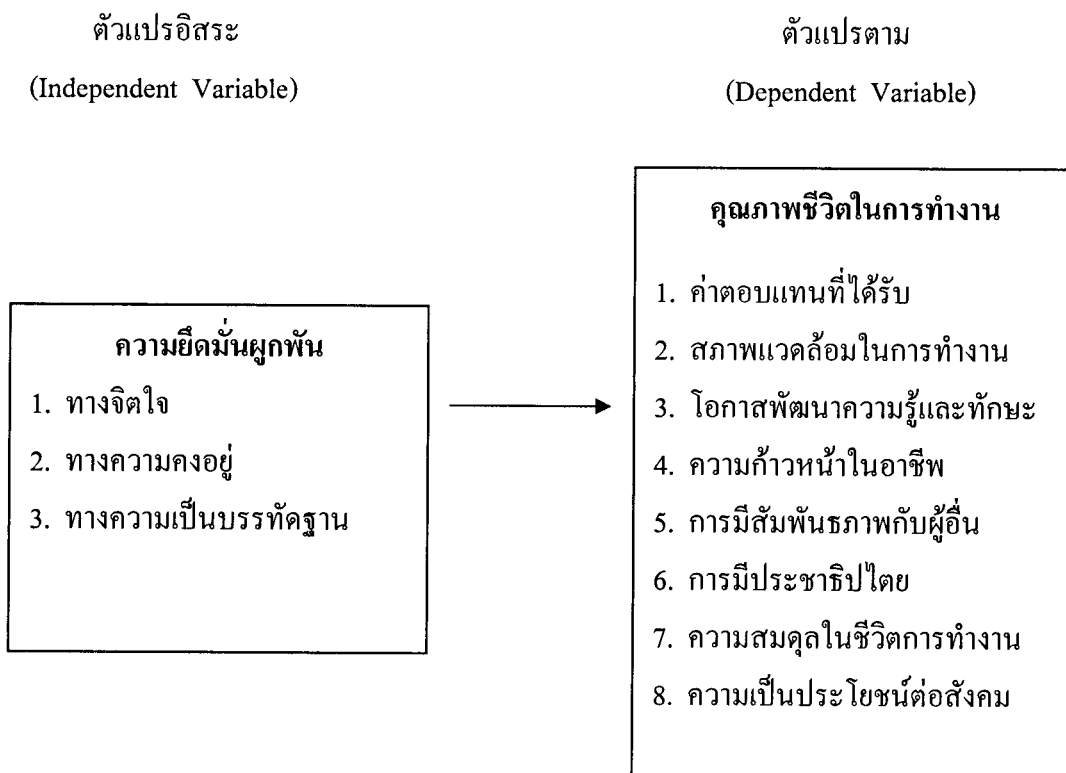 ตัวแปรอิสระ
(Independent Variable)
ตัวแปรตาม
(Dependent Variable)
ความยึดมั่นผูกพัน
1. ทางจิตใจ
2. ทางความคงอยู่
3. ทางความเป็นบรรทัดฐาน
คุณภาพชีวิตในการทำงาน
1. ค่าตอบแทนที่ได้รับ
2. สภาพแวดล้อมในการทำงาน
3. โอกาสพัฒนาความรู้และทักษะ
4. ความก้าวหน้าในอาชีพ
5. การมีสัมพันธภาพกับผู้อื่น
6. การมีประชาธิปไตย
7. ความสมดุลในชีวิตการทำงาน
8. ความเป็นประโยชน์ต่อสังคม